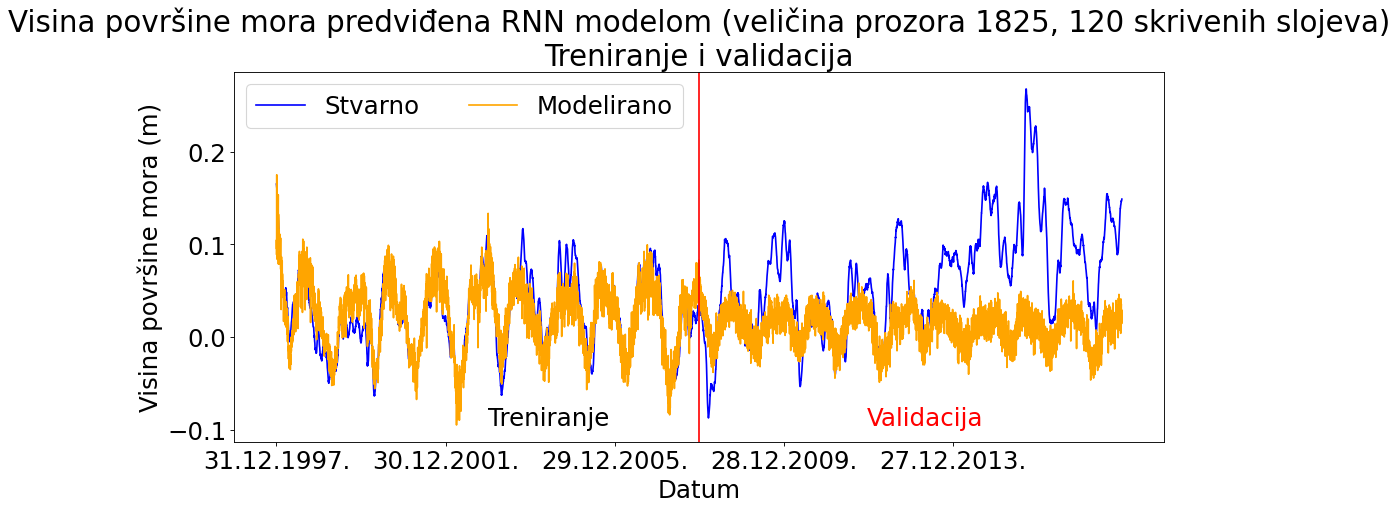 Visina površine mora predviđena RNN modelom (veličina prozora 1825, 120 skrivenih slojeva)
Treniranje i validacija
Stvarno Modelirano
Visina površine mora (m)
0.2
0.1
0.0
−0.1
Treniranje Validacija
31.12.1997. 30.12.2001. 29.12.2005. 28.12.2009. 27.12.2013.
Datum